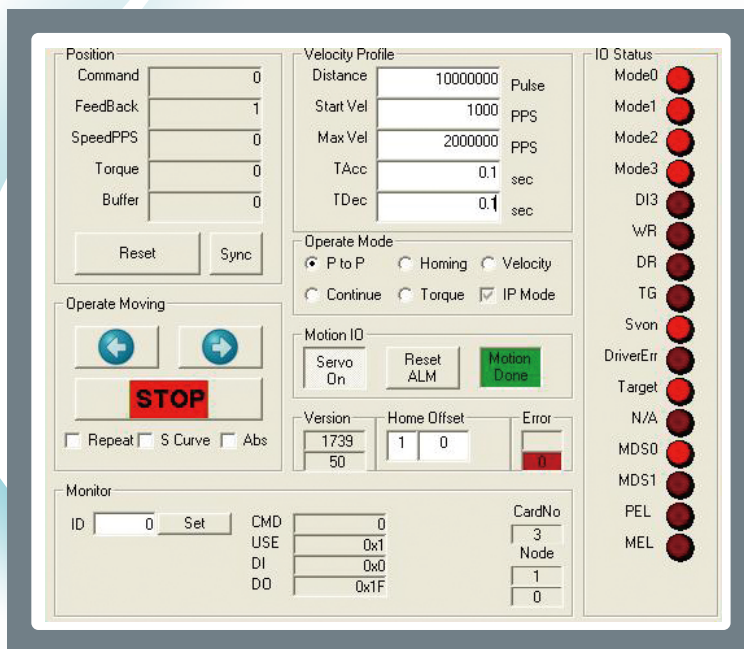 Position
Command 0
FeedBack 1
SpeedPPS 0
Torque 0
Buffer 0
Reset Sync
Velocity Profile
Distance 10000000 Pulse
Start Vel 1000 PPS
Max Vel 2000000 PPS
TAcc 0.1 sec
TDec 0.1 sec
Operate Mode
P to P Homing Velocity
Continue Torque IP Mode
Operate Moving
STOP
Repeat S Curve Abs
Motion IO
Servo On
Reset ALM
Motion Done
Version
1739
50
Home Offset
1 0
Error
0
Monitor
ID 0 Set
CMD 0
USE 0x1
DI 0x0
DO 0x1F
CardNo
3
Node
1
0
IO Status
Mode0
Mode1
Mode2
Mode3
DI3
WR
DR
TG
Svon
DriverErr
Target
N/A
MDS0
MDS1
PEL
MEL